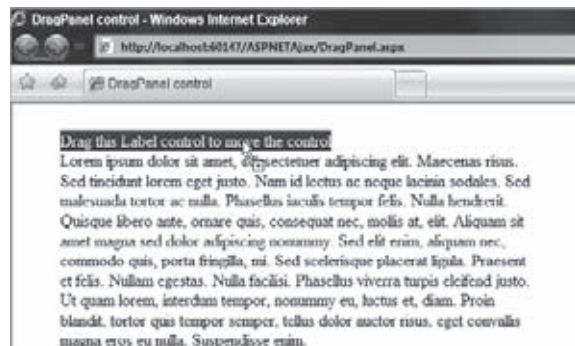 DragPanel control - Windows Internet Explorer
http://localhost:60147/ASPNETAjax/DragPanel.aspx
DragPanel control
Drag this Label control to move the control
Lorem ipsum dolor sit amet, consectetuer adipiscing elit. Maecenas risus.
Sed tincidunt lorem eget justo. Nam id lectus ac neque lacinia sodales. Sed
malesuada tortor ac nulla. Phasellus iaculis tempor felis. Nulla hendrerit.
Quisque libero ante, ornare quis, consequat nec, mollis at, elit. Aliquam sit
amet magna sed dolor adipiscing nonummy. Sed elit enim, aliquam nec,
commodo quis, porta fringilla, mi. Sed scelerisque placerat ligula. Praesent
et felis. Nullam egestas. Nulla facilisi. Phasellus viverra turpis eleifend justo.
Ut quam lorem, interdum tempor, nonummy eu, luctus et, diam. Proin
blandit, tortor quis tempor semper, tellus dolor auctor risus, eget convallis
magna eros eu nulla. Suspendisse enim.